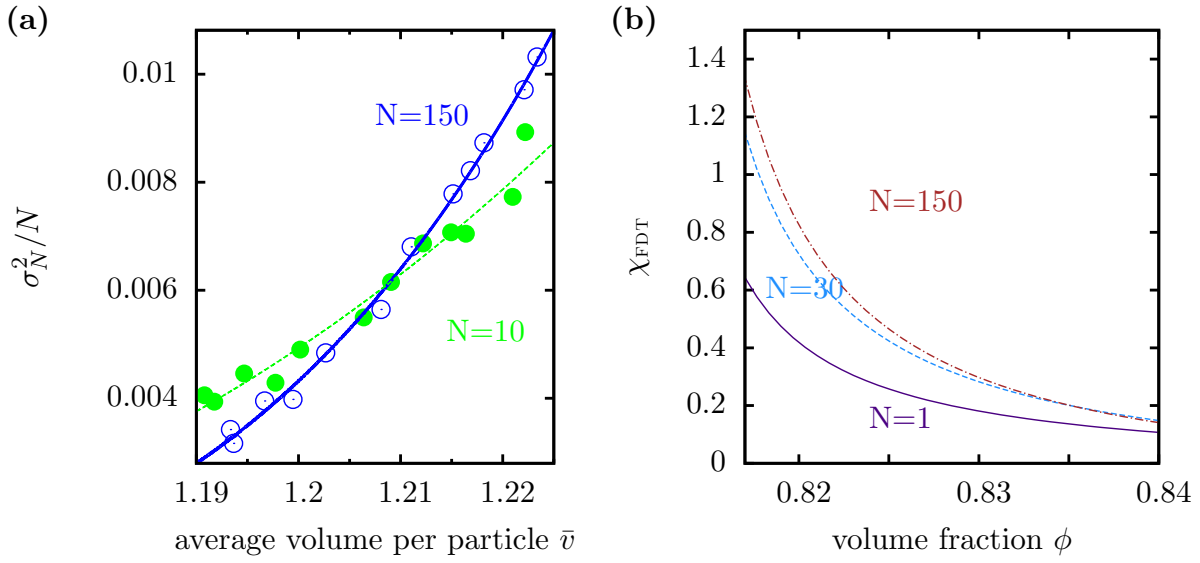 (a)
(b)
0.01
0.008
0.006
0.004
σ²_N/N
N=150
N=10
1.19
1.2
1.21
1.22
average volume per particle v̄
1.4
1.2
1
0.8
0.6
0.4
0.2
0
χ_FDT
N=150
N=30
N=1
0.82
0.83
0.84
volume fraction ϕ